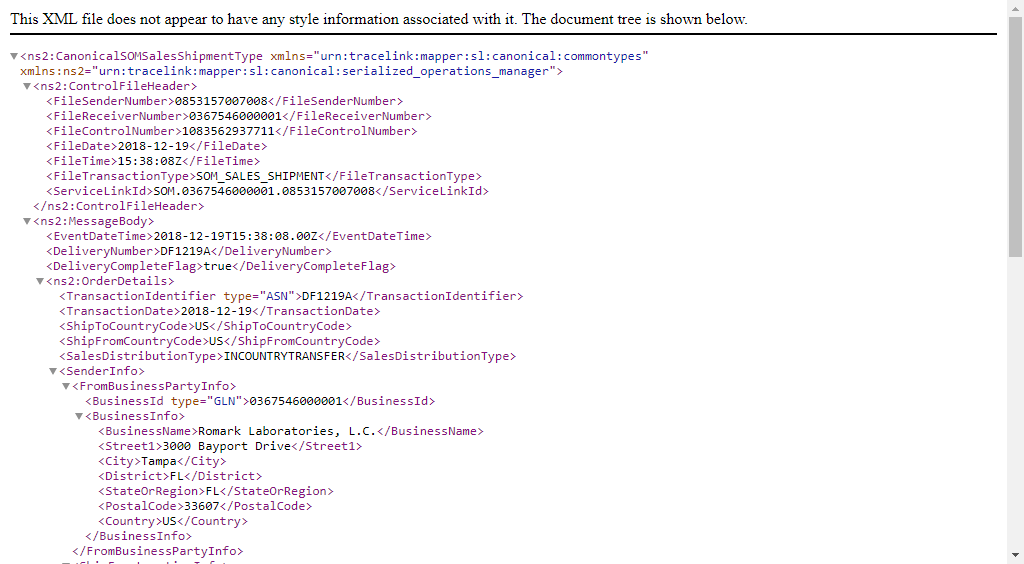 This XML file does not appear to have any style information associated with it. The document tree is shown below.
<ns2:CanonicalSOMSalesShipmentType xmlns="urn:tracelink:mapper:sl:canonical:commontypes"
xmlns:ns2="urn:tracelink:mapper:sl:canonical:serialized_operations_manager">
<ns2:ControlFileHeader>
<FileSenderNumber>0853157007008</FileSenderNumber>
<FileReceiverNumber>0367546000001</FileReceiverNumber>
<FileControlNumber>1083562937711</FileControlNumber>
<FileDate>2018-12-19</FileDate>
<FileTime>15:38:08Z</FileTime>
<FileTransactionType>SOM_SALES_SHIPMENT</FileTransactionType>
<ServiceLinkId>SOM.0367546000001.0853157007008</ServiceLinkId>
</ns2:ControlFileHeader>
<ns2:MessageBody>
<EventDateTime>2018-12-19T15:38:08.00Z</EventDateTime>
<DeliveryNumber>DF1219A</DeliveryNumber>
<DeliveryCompleteFlag>true</DeliveryCompleteFlag>
<ns2:OrderDetails>
<TransactionIdentifier type="ASN">DF1219A</TransactionIdentifier>
<TransactionDate>2018-12-19</TransactionDate>
<ShipToCountryCode>US</ShipToCountryCode>
<ShipFromCountryCode>US</ShipFromCountryCode>
<SalesDistributionType>INCOUNTRYTRANSFER</SalesDistributionType>
<SenderInfo>
<FromBusinessPartyInfo>
<BusinessId type="GLN">0367546000001</BusinessId>
<BusinessInfo>
<BusinessName>Romark Laboratories, L.C.</BusinessName>
<Street1>3000 Bayport Drive</Street1>
<City>Tampa</City>
<District>FL</District>
<StateOrRegion>FL</StateOrRegion>
<PostalCode>33607</PostalCode>
<Country>US</Country>
</BusinessInfo>
</FromBusinessPartyInfo>